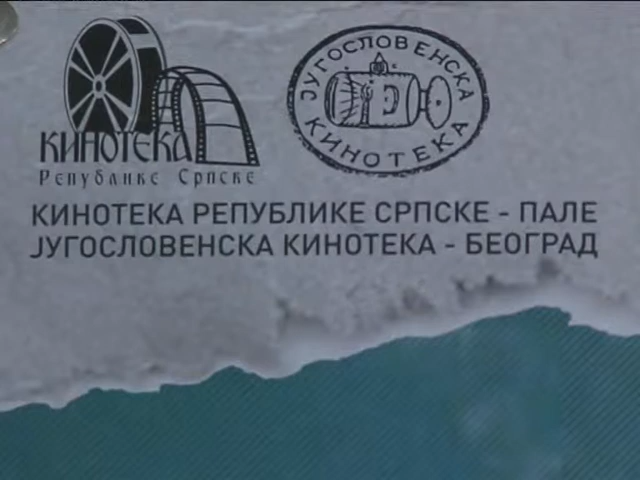 КИНОТЕКА
Републике Српске
ЈУГОСЛОВЕНСКА
КИНОТЕКА
КИНОТЕКА РЕПУБЛИКЕ СРПСКЕ - ПАЛЕ
ЈУГОСЛОВЕНСКА КИНОТЕКА - БЕОГРАД